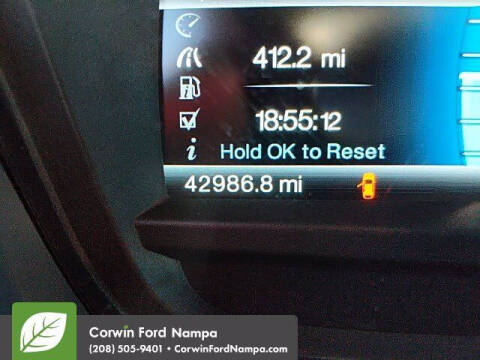 412.2 mi
18:55:12
i Hold OK to Reset
42986.8 mi
Corwin Ford Nampa
(208) 505-9401 • CorwinFordNampa.com